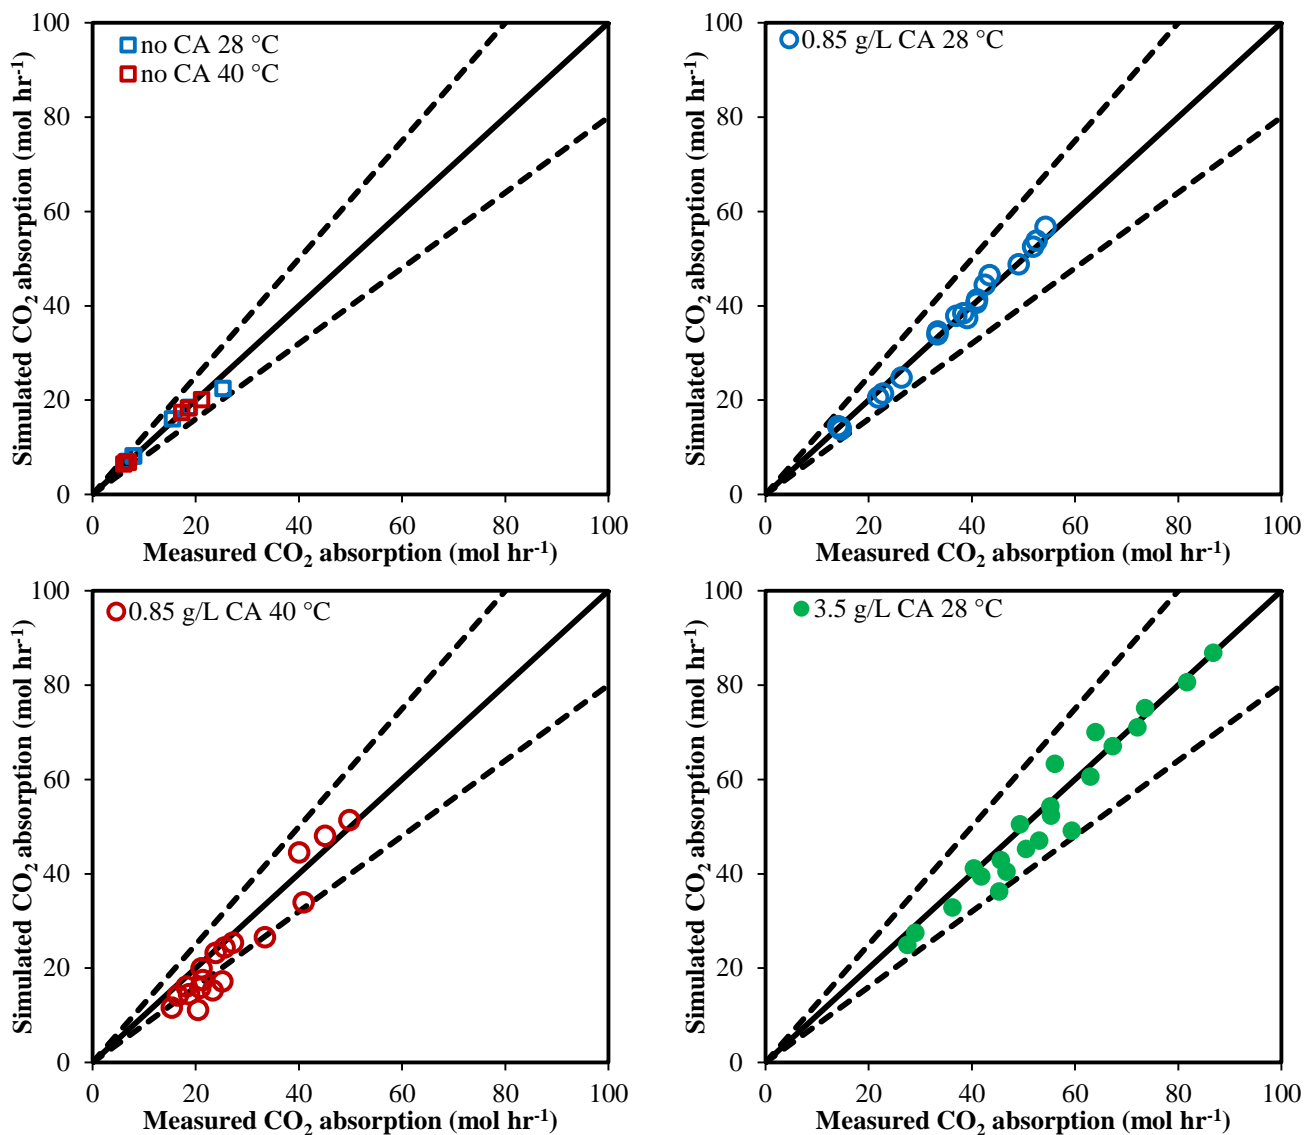 no CA 28 °C
no CA 40 °C
Simulated CO₂ absorption (mol hr⁻¹)
100
80
60
40
20
0
0 20 40 60 80 100
Measured CO₂ absorption (mol hr⁻¹)
0.85 g/L CA 28 °C
Simulated CO₂ absorption (mol hr⁻¹)
100
80
60
40
20
0
0 20 40 60 80 100
Measured CO₂ absorption (mol hr⁻¹)
0.85 g/L CA 40 °C
Simulated CO₂ absorption (mol hr⁻¹)
100
80
60
40
20
0
0 20 40 60 80 100
Measured CO₂ absorption (mol hr⁻¹)
3.5 g/L CA 28 °C
Simulated CO₂ absorption (mol hr⁻¹)
100
80
60
40
20
0
0 20 40 60 80 100
Measured CO₂ absorption (mol hr⁻¹)